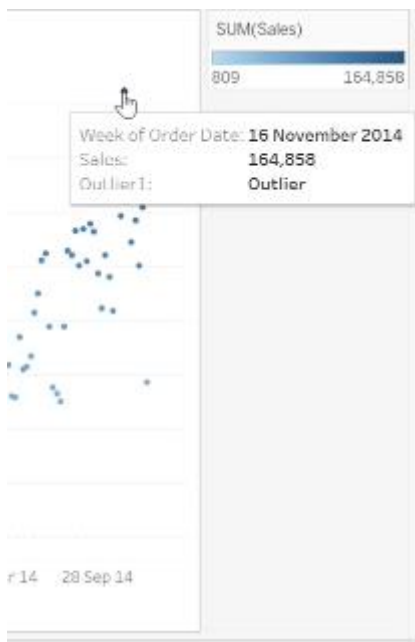 SUM(Sales)
809 164,858
Week of Order Date: 16 November 2014
Sales: 164,858
Outlier1: Outlier
r 14 28 Sep 14